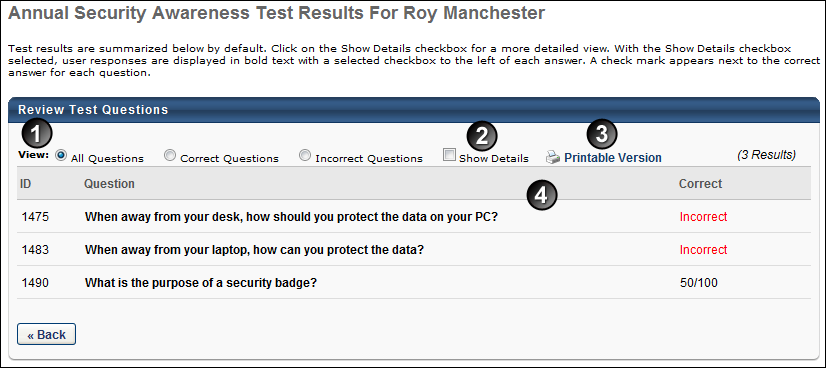 Annual Security Awareness Test Results For Roy Manchester
Test results are summarized below by default. Click on the Show Details checkbox for a more detailed view. With the Show Details checkbox
selected, user responses are displayed in bold text with a selected checkbox to the left of each answer. A check mark appears next to the correct
answer for each question.
Review Test Questions
1 2 3
View: All Questions Correct Questions Incorrect Questions Show Details Printable Version (3 Results)
ID Question 4 Correct
1475 When away from your desk, how should you protect the data on your PC? Incorrect
1483 When away from your laptop, how can you protect the data? Incorrect
1490 What is the purpose of a security badge? 50/100
« Back